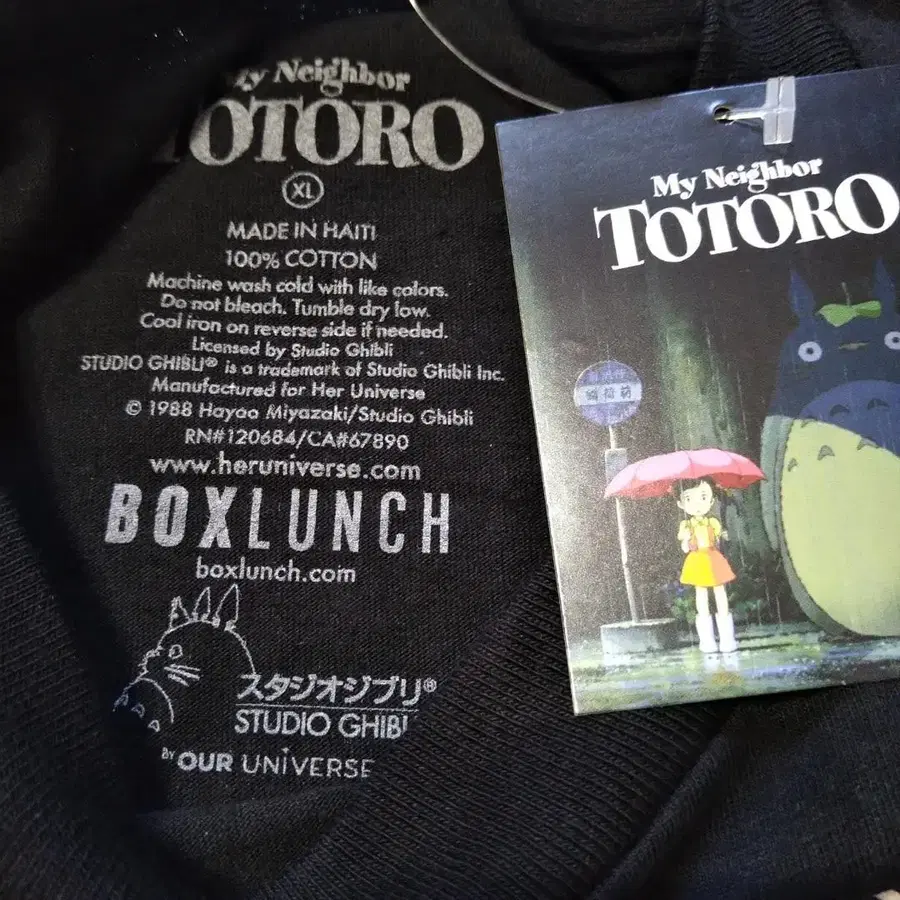 My Neighbor
TOTORO
XL
MADE IN HAITI
100% COTTON
Machine wash cold with like colors.
Do not bleach. Tumble dry low.
Cool iron on reverse side if needed.
Licensed by Studio Ghibli
STUDIO GHIBLI® is a trademark of Studio Ghibli Inc.
Manufactured for Her Universe
© 1988 Hayao Miyazaki/Studio Ghibli
RN#120684/CA#67890
www.heruniverse.com
BOXLUNCH
boxlunch.com
スタジオジブリ®
STUDIO GHIBLI
BY OUR UNIVERSE
My Neighbor
TOTORO